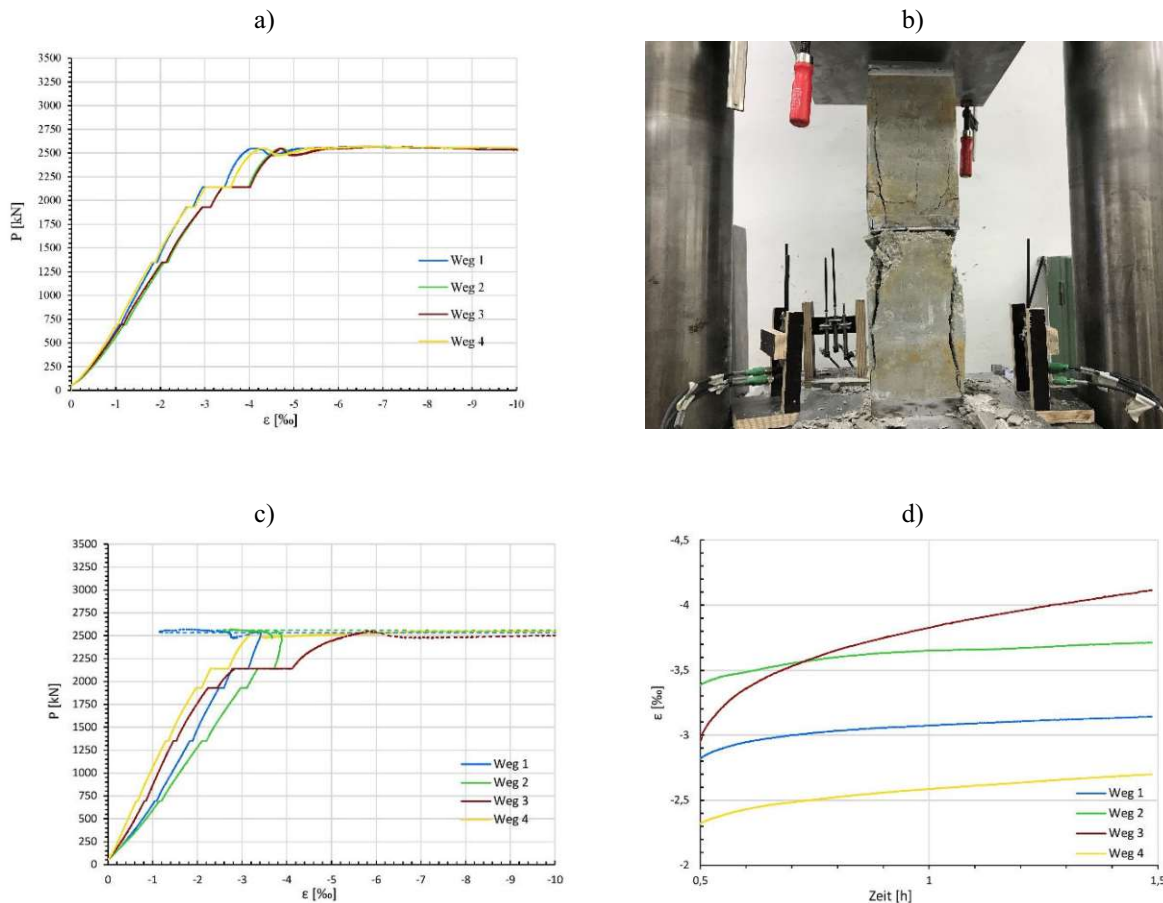 a)
b)
3500
3250
3000
2750
2500
2250
2000
1750
1500
1250
1000
750
500
250
0
P [kN]
0 -1 -2 -3 -4 -5 -6 -7 -8 -9 -10
ε [‰]
Weg 1
Weg 2
Weg 3
Weg 4
c)
d)
3500
3250
3000
2750
2500
2250
2000
1750
1500
1250
1000
750
500
250
0
P [kN]
0 -1 -2 -3 -4 -5 -6 -7 -8 -9 -10
ε [‰]
Weg 1
Weg 2
Weg 3
Weg 4
-4,5
-4
-3,5
-3
-2,5
-2
ε [‰]
0,5 1 1,5
Zeit [h]
Weg 1
Weg 2
Weg 3
Weg 4